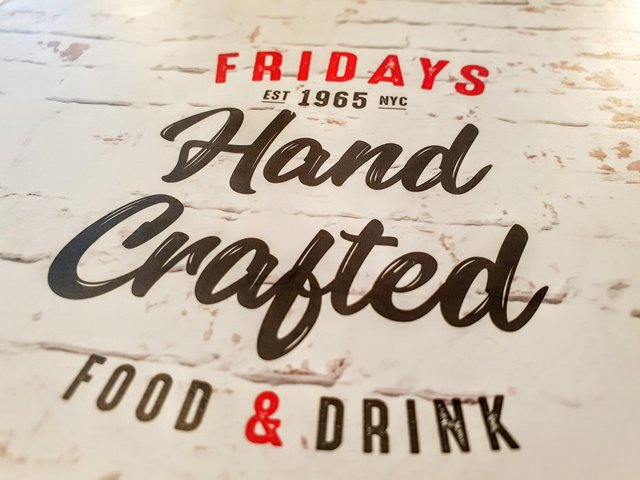 FRIDAYS
EST 1965 NYC
Hand
Crafted
FOOD & DRINK